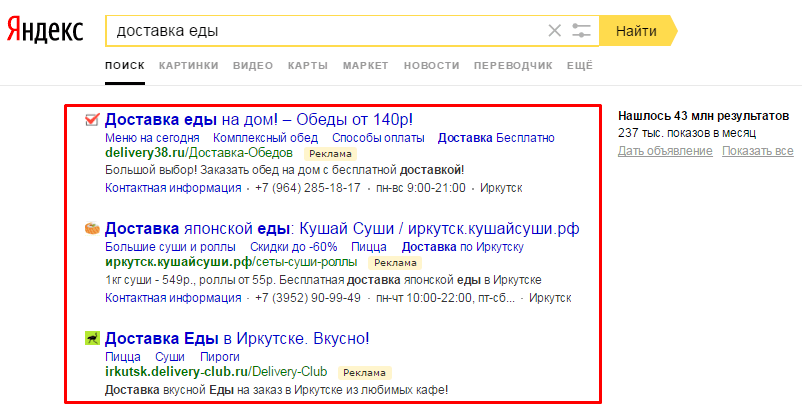 Яндекс
доставка еды
Найти
ПОИСК КАРТИНКИ ВИДЕО КАРТЫ МАРКЕТ НОВОСТИ ПЕРЕВОДЧИК ЕЩЁ
Доставка еды на дом! – Обеды от 140р!
Меню на сегодня Комплексный обед Способы оплаты Доставка Бесплатно
delivery38.ru/Доставка-Обедов Реклама
Большой выбор! Заказать обед на дом с бесплатной доставкой!
Контактная информация · +7 (964) 285-18-17 · пн-вс 9:00-21:00 · Иркутск
Доставка японской еды: Кушай Суши / иркутск.кушайсуши.рф
Большие суши и роллы Скидки до -60% Пицца Доставка по Иркутску
иркутск.кушайсуши.рф/сеты-суши-роллы Реклама
1кг суши - 549р., роллы от 55р. Бесплатная доставка японской еды в Иркутске
Контактная информация · +7 (3952) 90-99-49 · пн-чт 10:00-22:00, пт-сб... · Иркутск
Доставка Еды в Иркутске. Вкусно!
Пицца Суши Пироги
irkutsk.delivery-club.ru/Delivery-Club Реклама
Доставка вкусной Еды на заказ в Иркутске из любимых кафе!
Нашлось 43 млн результатов
237 тыс. показов в месяц
Дать объявление Показать все